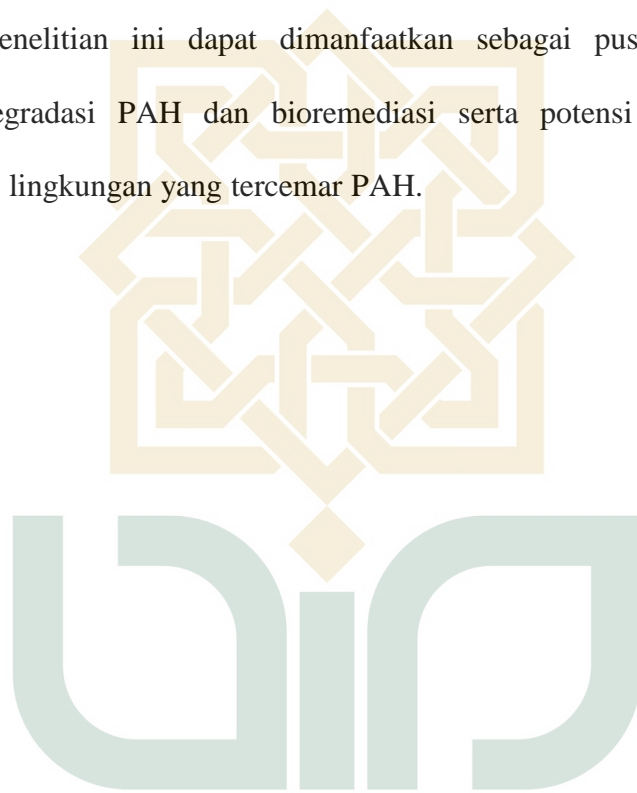 enelitian ini dapat dimanfaatkan sebagai pus
egradasi PAH dan bioremediasi serta potensi
lingkungan yang tercemar PAH.